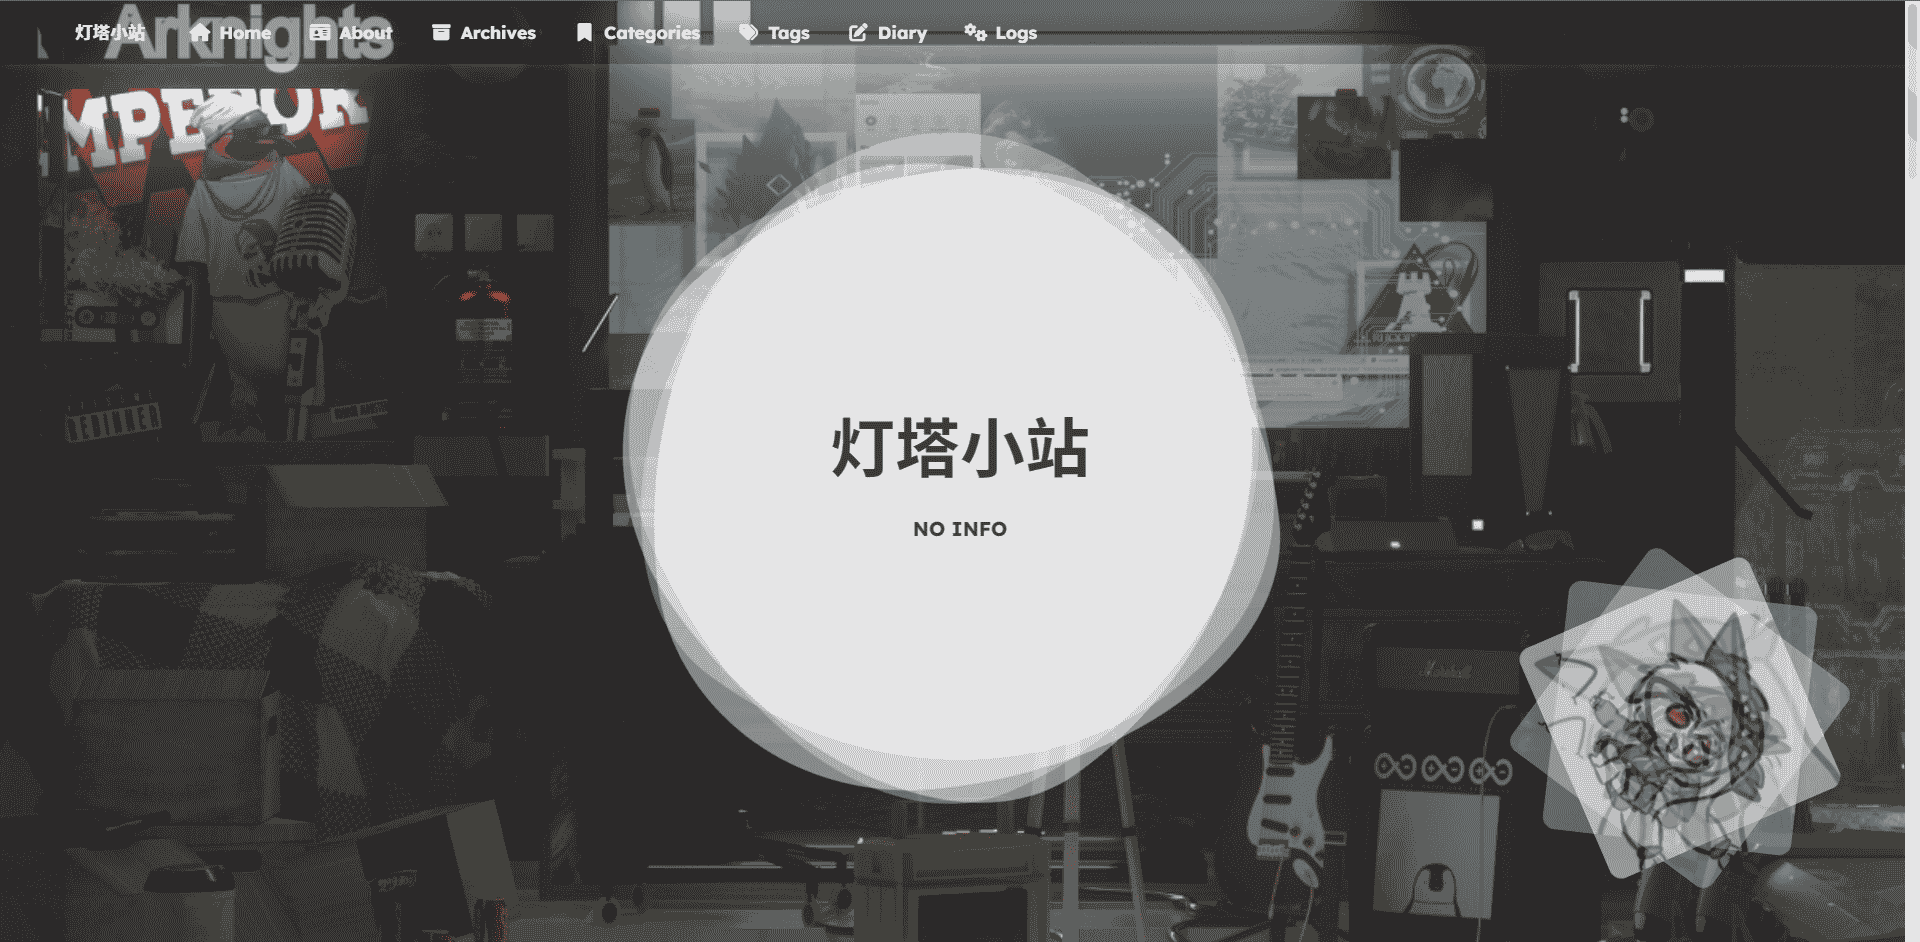 Arknights
灯塔小站 Home About Archives Categories Tags Diary Logs
MPEROR
灯塔小站
NO INFO
Marshall